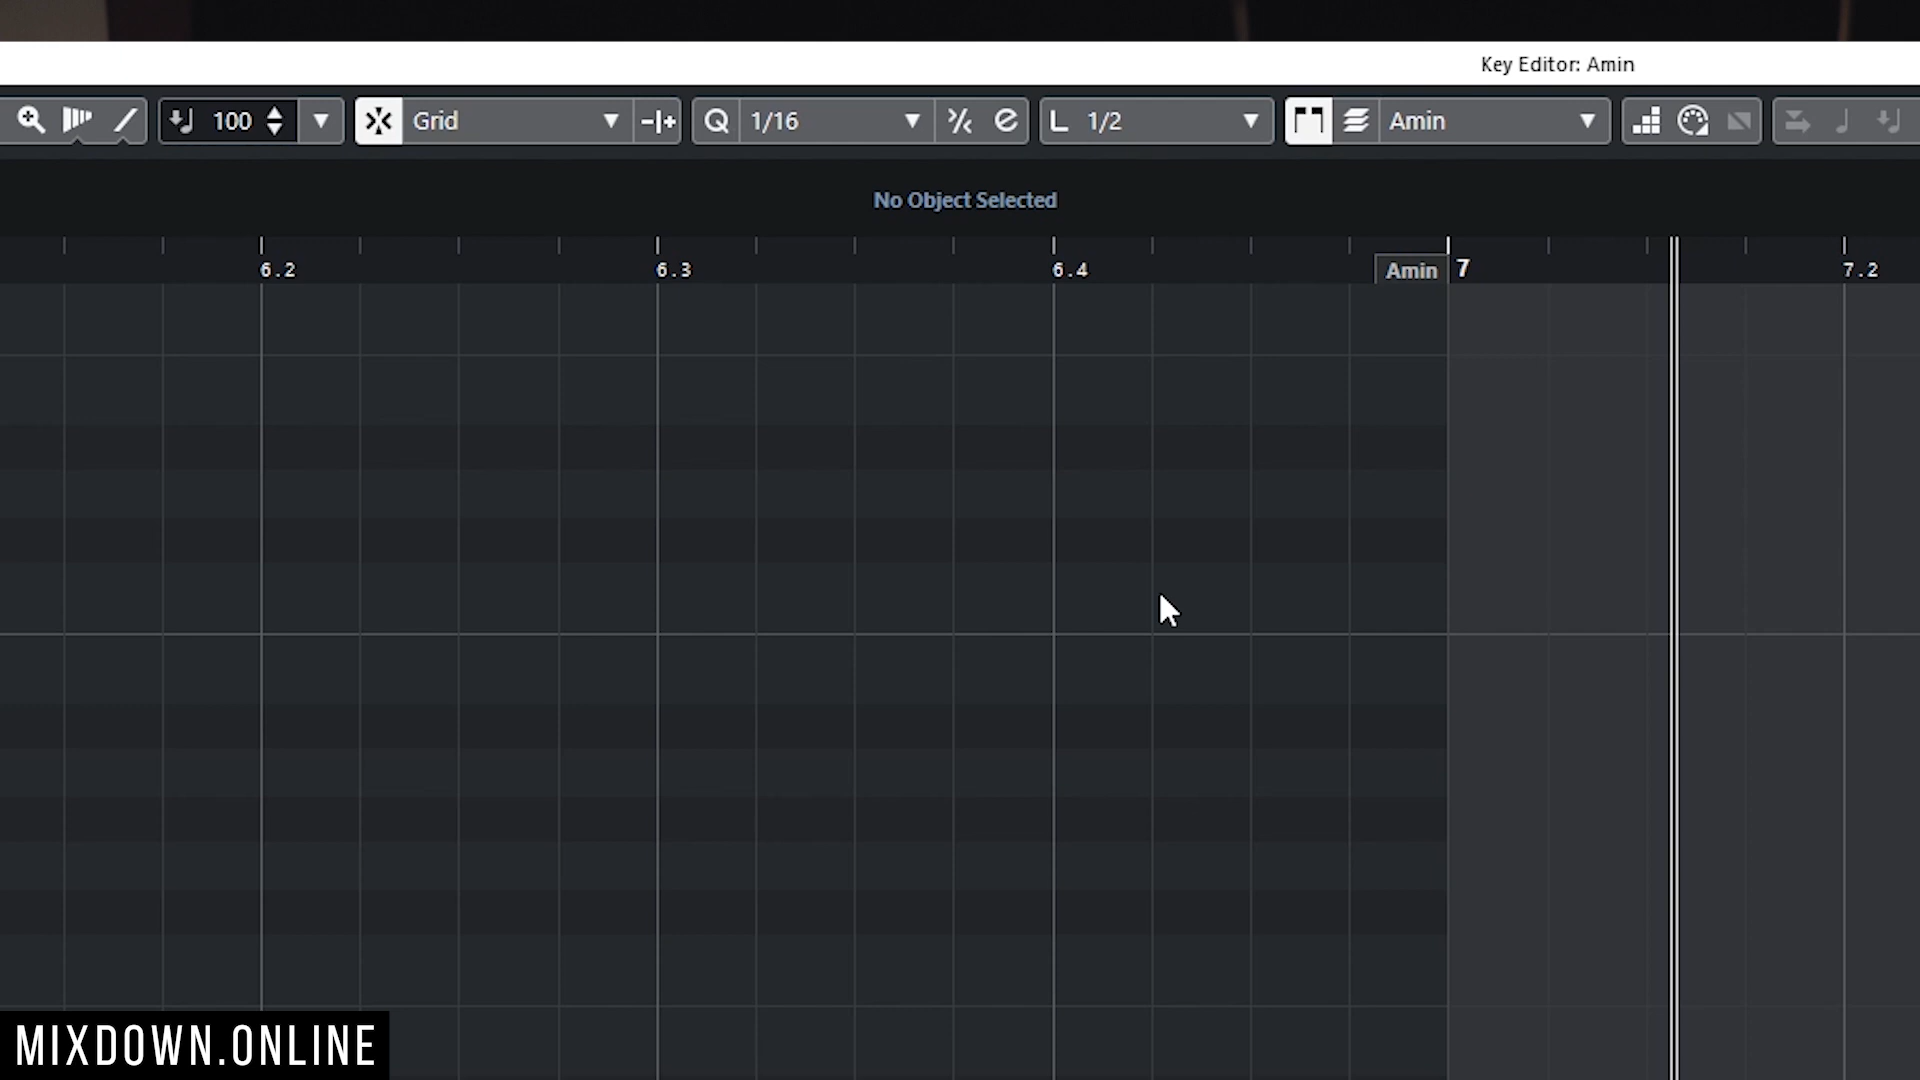 Key Editor: Amin
100 Grid Q 1/16 L 1/2 Amin
No Object Selected
6.2 6.3 6.4 Amin 7 7.2
MIXDOWN.ONLINE